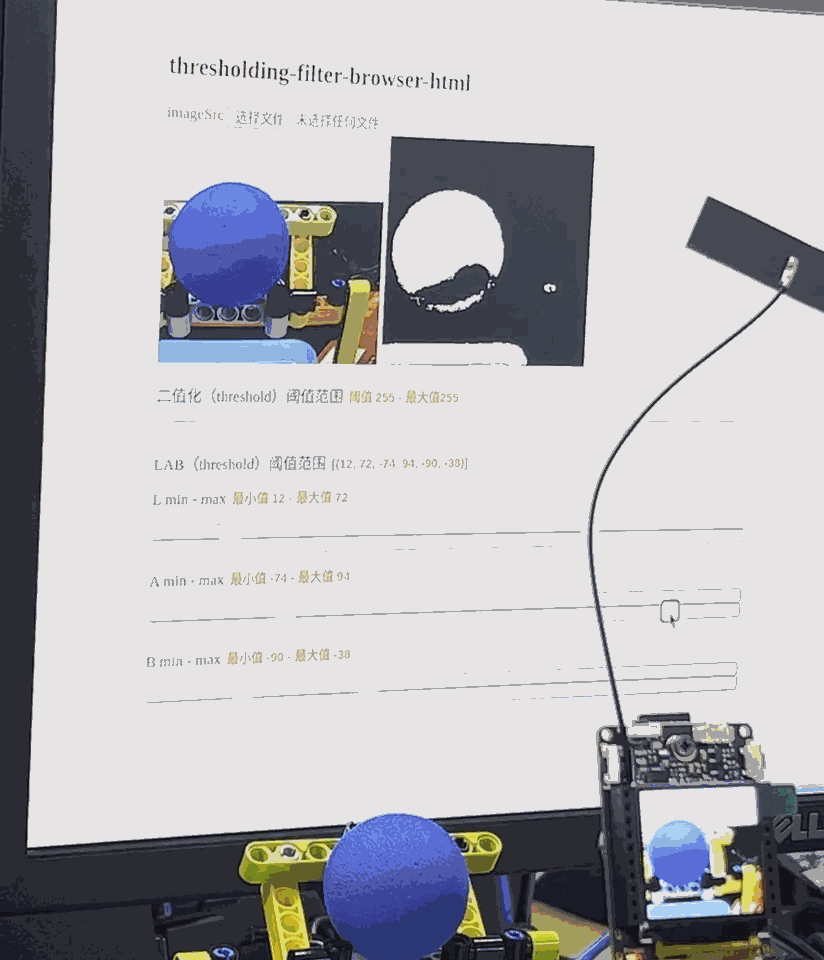 thresholding-filter-browser-html
imageSrc 选择文件 未选择任何文件
二值化（threshold）阈值范围 阈值 255 - 最大值255
LAB（threshold）阈值范围 [(12, 72, -74, 94, -90, -38)]
L min - max 最小值 12 - 最大值 72
A min - max 最小值 -74 - 最大值 94
B min - max 最小值 -90 - 最大值 -38
DELL